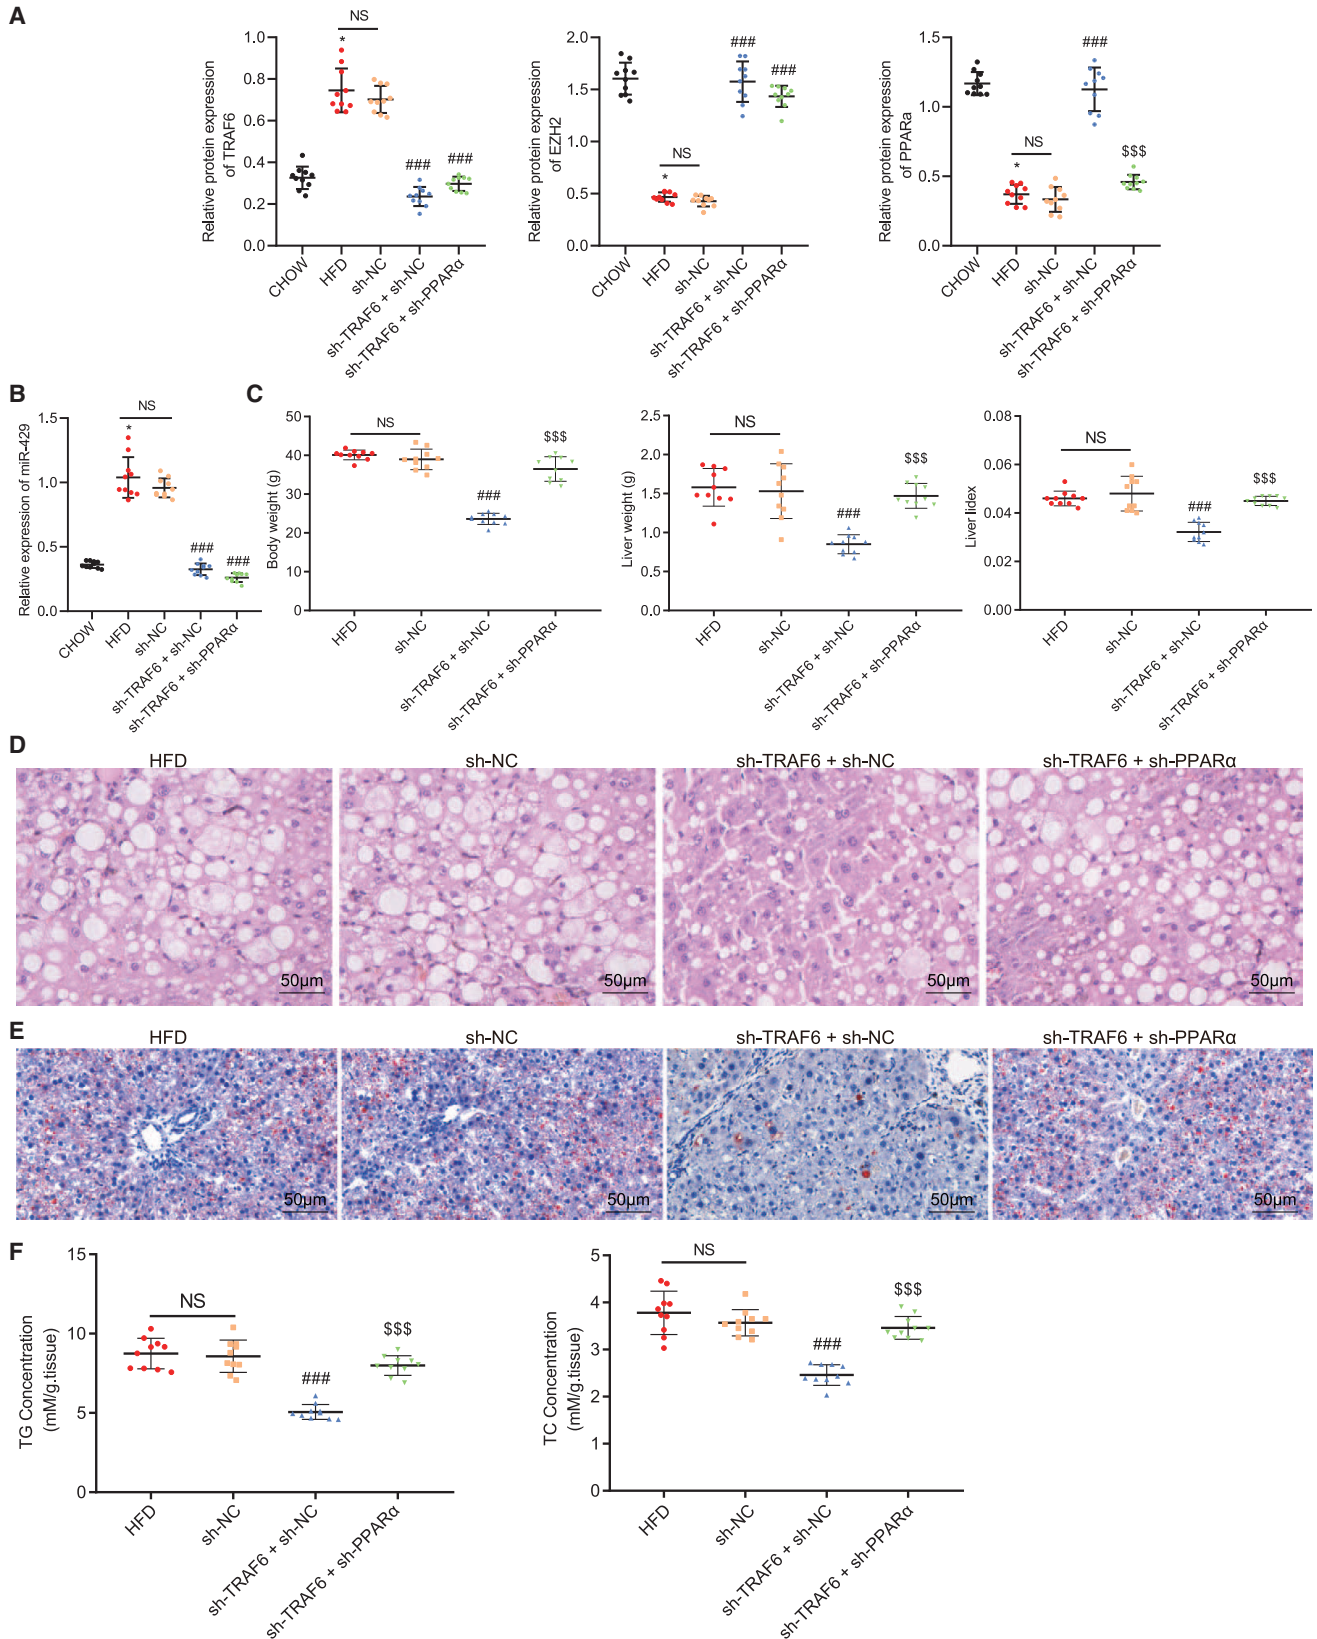 A
Relative protein expression
of TRAF6
1.0
0.8
0.6
0.4
0.2
0.0
NS
*
###
###
CHOW
HFD
sh-NC
sh-TRAF6 + sh-NC
sh-TRAF6 + sh-PPARα
Relative protein expression
of EZH2
2.0
1.5
1.0
0.5
0.0
NS
*
###
###
CHOW
HFD
sh-NC
sh-TRAF6 + sh-NC
sh-TRAF6 + sh-PPARα
Relative protein expression
of PPARa
1.5
1.0
0.5
0.0
NS
*
###
$$$
CHOW
HFD
sh-NC
sh-TRAF6 + sh-NC
sh-TRAF6 + sh-PPARα
B
Relative expression of miR-429
1.5
1.0
0.5
0.0
NS
*
###
###
CHOW
HFD
sh-NC
sh-TRAF6 + sh-NC
sh-TRAF6 + sh-PPARα
C
Body weight (g)
50
40
30
20
10
0
NS
###
$$$
HFD
sh-NC
sh-TRAF6 + sh-NC
sh-TRAF6 + sh-PPARα
Liver weight (g)
2.5
2.0
1.5
1.0
0.5
0.0
NS
###
$$$
HFD
sh-NC
sh-TRAF6 + sh-NC
sh-TRAF6 + sh-PPARα
Liver lidex
0.08
0.06
0.04
0.02
0.00
NS
###
$$$
HFD
sh-NC
sh-TRAF6 + sh-NC
sh-TRAF6 + sh-PPARα
D
HFD
sh-NC
sh-TRAF6 + sh-NC
sh-TRAF6 + sh-PPARα
50μm
50μm
50μm
50μm
E
HFD
sh-NC
sh-TRAF6 + sh-NC
sh-TRAF6 + sh-PPARα
50μm
50μm
50μm
50μm
F
TG Concentration
(mM/g.tissue)
15
10
5
0
NS
###
$$$
HFD
sh-NC
sh-TRAF6 + sh-NC
sh-TRAF6 + sh-PPARα
TC Concentration
(mM/g.tissue)
5
4
3
2
1
0
NS
###
$$$
HFD
sh-NC
sh-TRAF6 + sh-NC
sh-TRAF6 + sh-PPARα